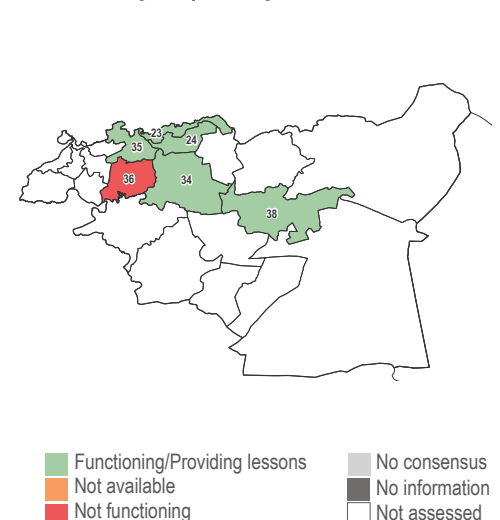 23
24
35
36
34
38
Functioning/Providing lessons
Not available
Not functioning
No consensus
No information
Not assessed